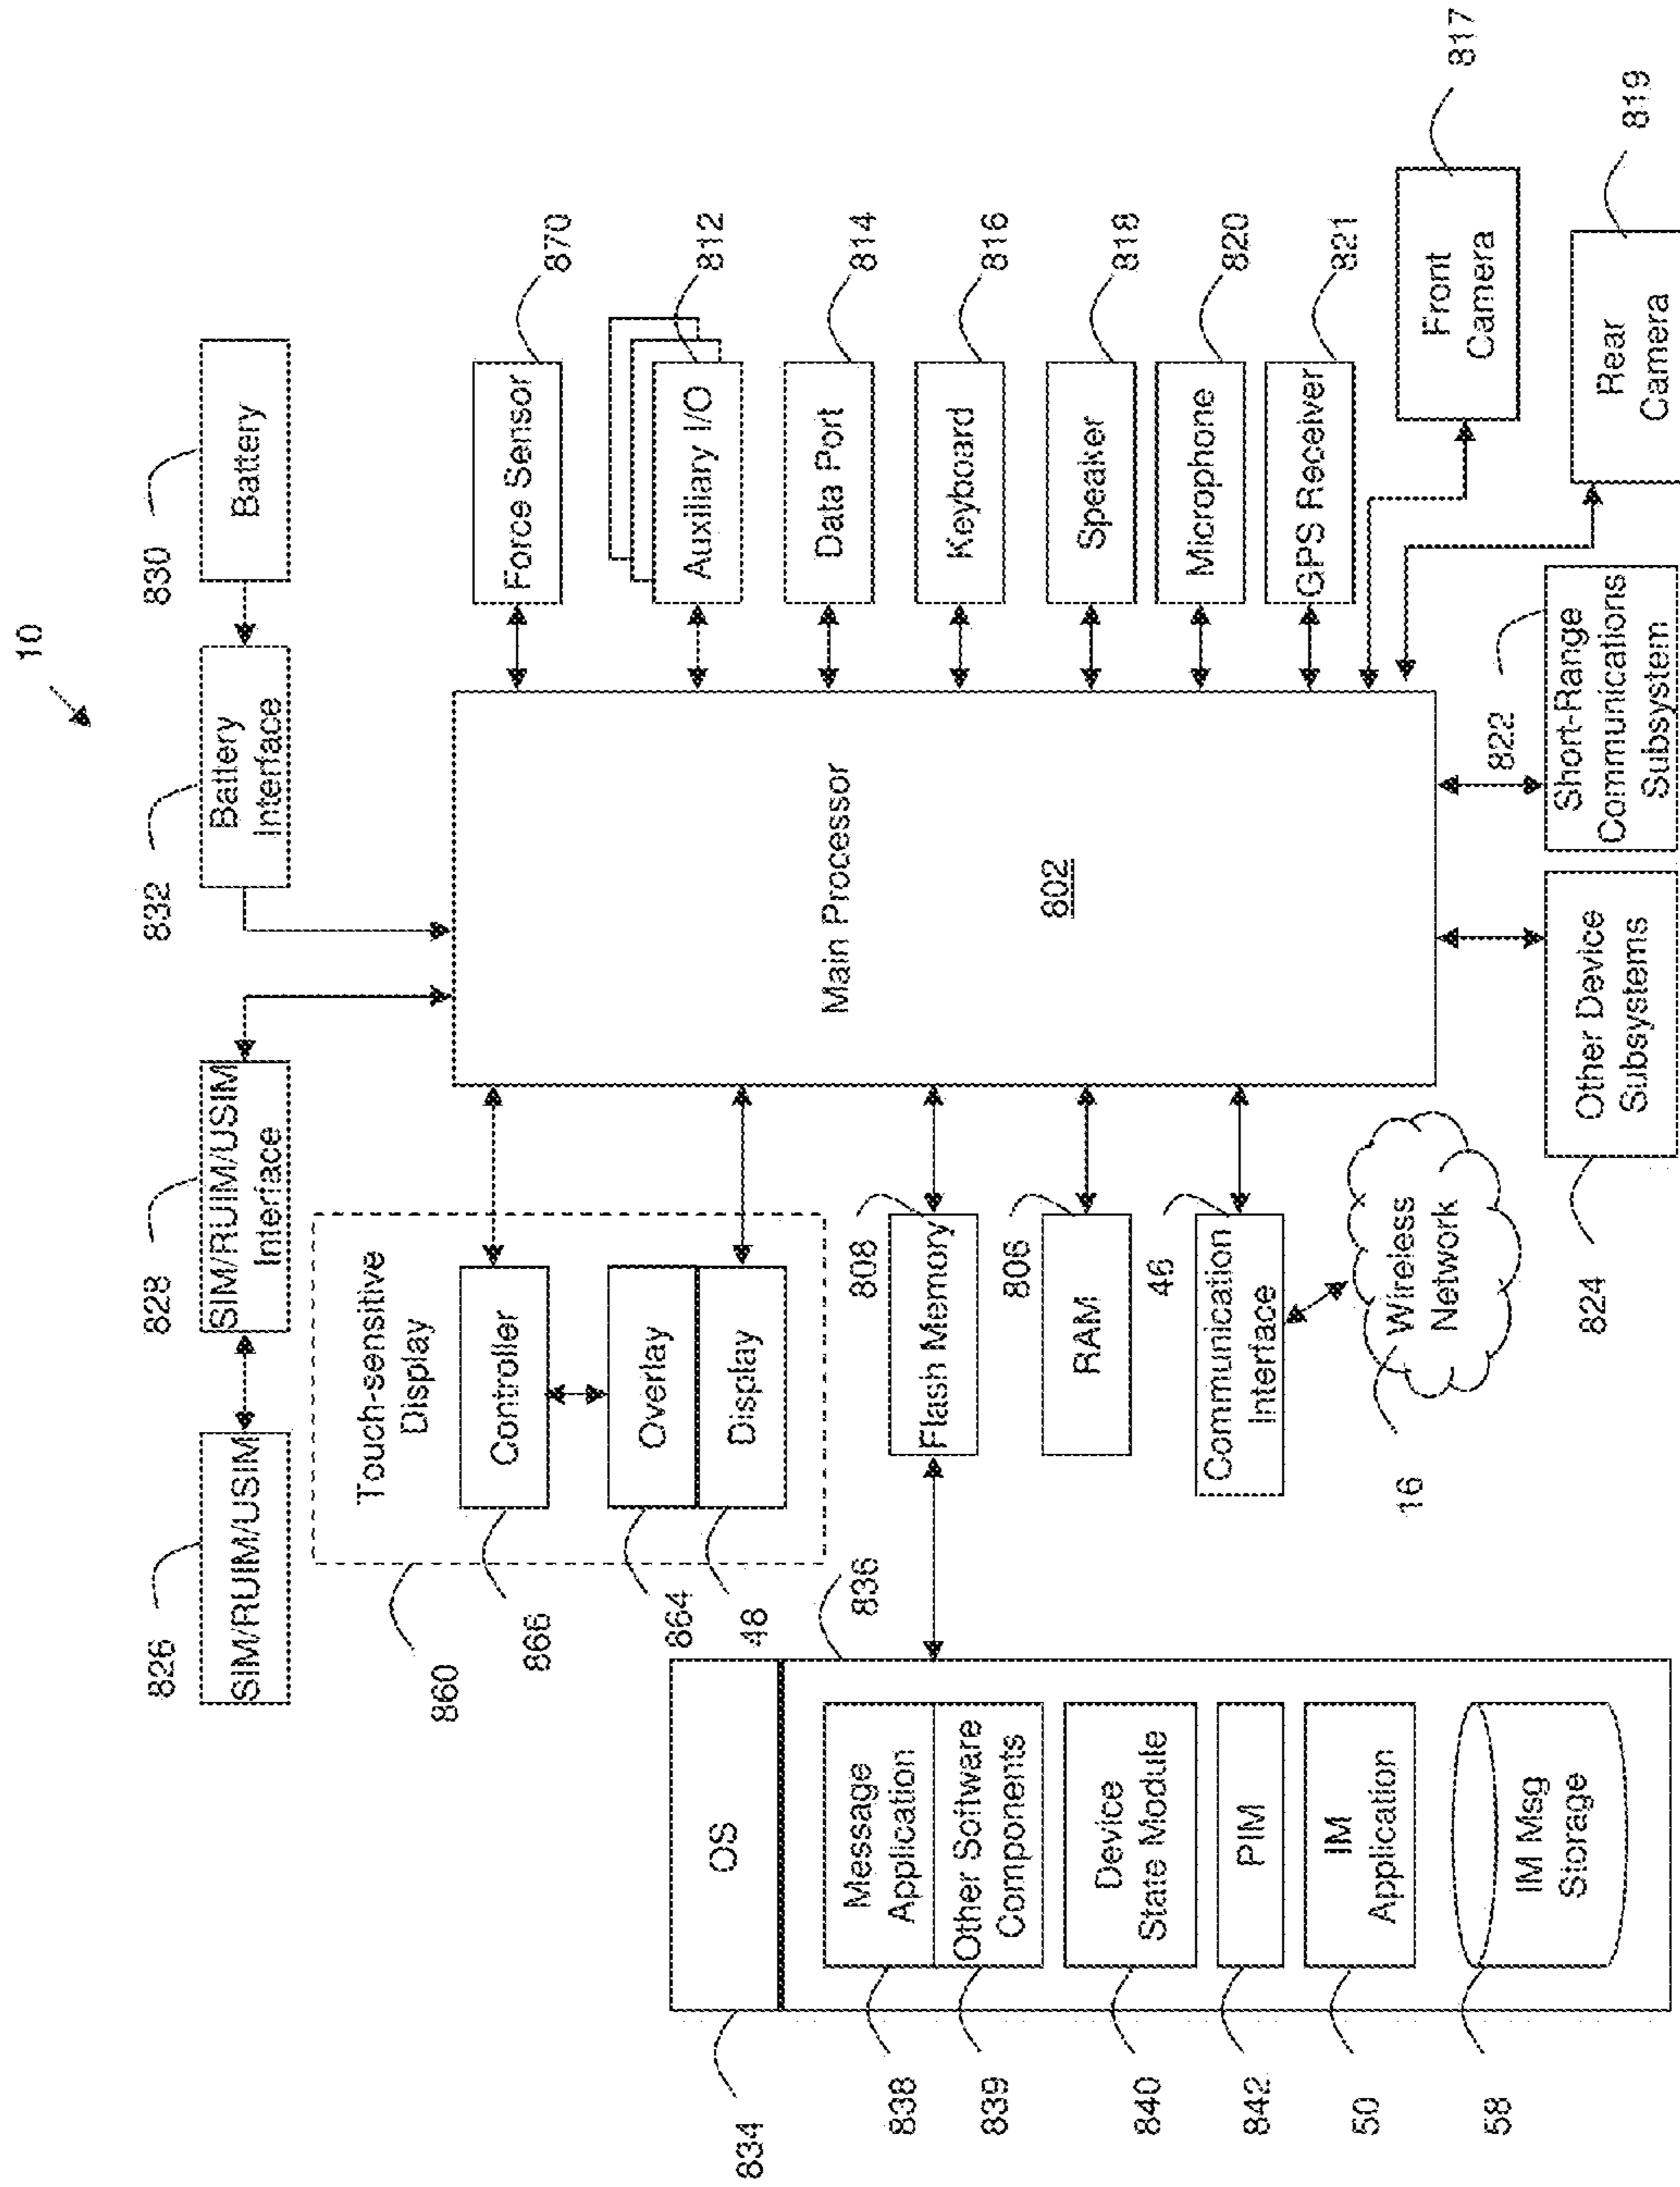 10
826
SIM/RUIM/USIM
828
SIM/RUIM/USIM
Interface
832
Battery
Interface
830
Battery
860
Touch-sensitive
Display
866
Controller
864
Overlay
48
Display
Main Processor
802
Force Sensor
870
Auxiliary I/O
812
Data Port
814
Keyboard
816
Speaker
818
Microphone
820
GPS Receiver
821
Front
Camera
817
Rear
Camera
819
808
Flash Memory
806
RAM
46
Communication
Interface
16
Wireless
Network
836
834
OS
838
Message
Application
839
Other Software
Components
840
Device
State Module
842
PIM
50
IM
Application
58
IM Msg
Storage
824
Other Device
Subsystems
822
Short-Range
Communications
Subsystem